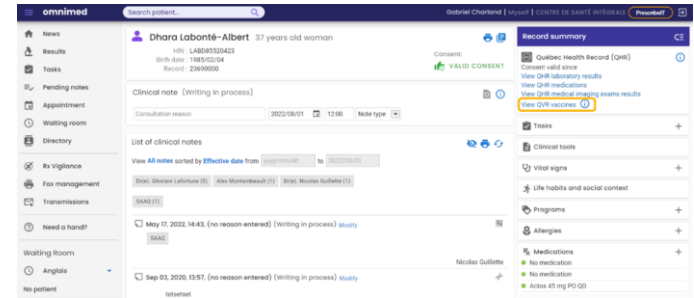 omnimed
Search patient...
Gabriel Charland | Myself | CENTRE DE SANTÉ INTÉGRALE
News
Results
Tasks
Pending notes
Appointment
Waiting room
Directory
Rx Vigilance
Fax management
Transmissions
Need a hand?
Waiting Room
Anglais
No patient
Dhara Labonté-Albert 37 years old woman
HIN LABD85520423
Birth date 1985/02/04
Record 23690000
Consent:
VALID CONSENT
Clinical note (Writing in process)
Consultation reason
2022/06/01
12:00
Note type
List of clinical notes
View All notes sorted by Effective date from yyyy/mm/dd to 2022/06/01
Dr(e). Ghislain Lafortune (5)
Alex Montambeault (1)
Dr(e). Nicolas Guillette (1)
SAAQ (1)
May 17, 2022, 14:43, (no reason entered) (Writing in process) Modify
SAAQ
Nicolas Guillette
Sep 03, 2020, 13:57, (no reason entered) (Writing in process) Modify
tetsetset
Record summary
Québec Health Record (QHR)
Consent valid since
View QHR laboratory results
View QHR medications
View QHR medical imaging exams results
View QVR vaccines
Tasks
Clinical tools
Vital signs
Life habits and social context
Programs
Allergies
Medications
No medication
No medication
Actos 45 mg PO QD